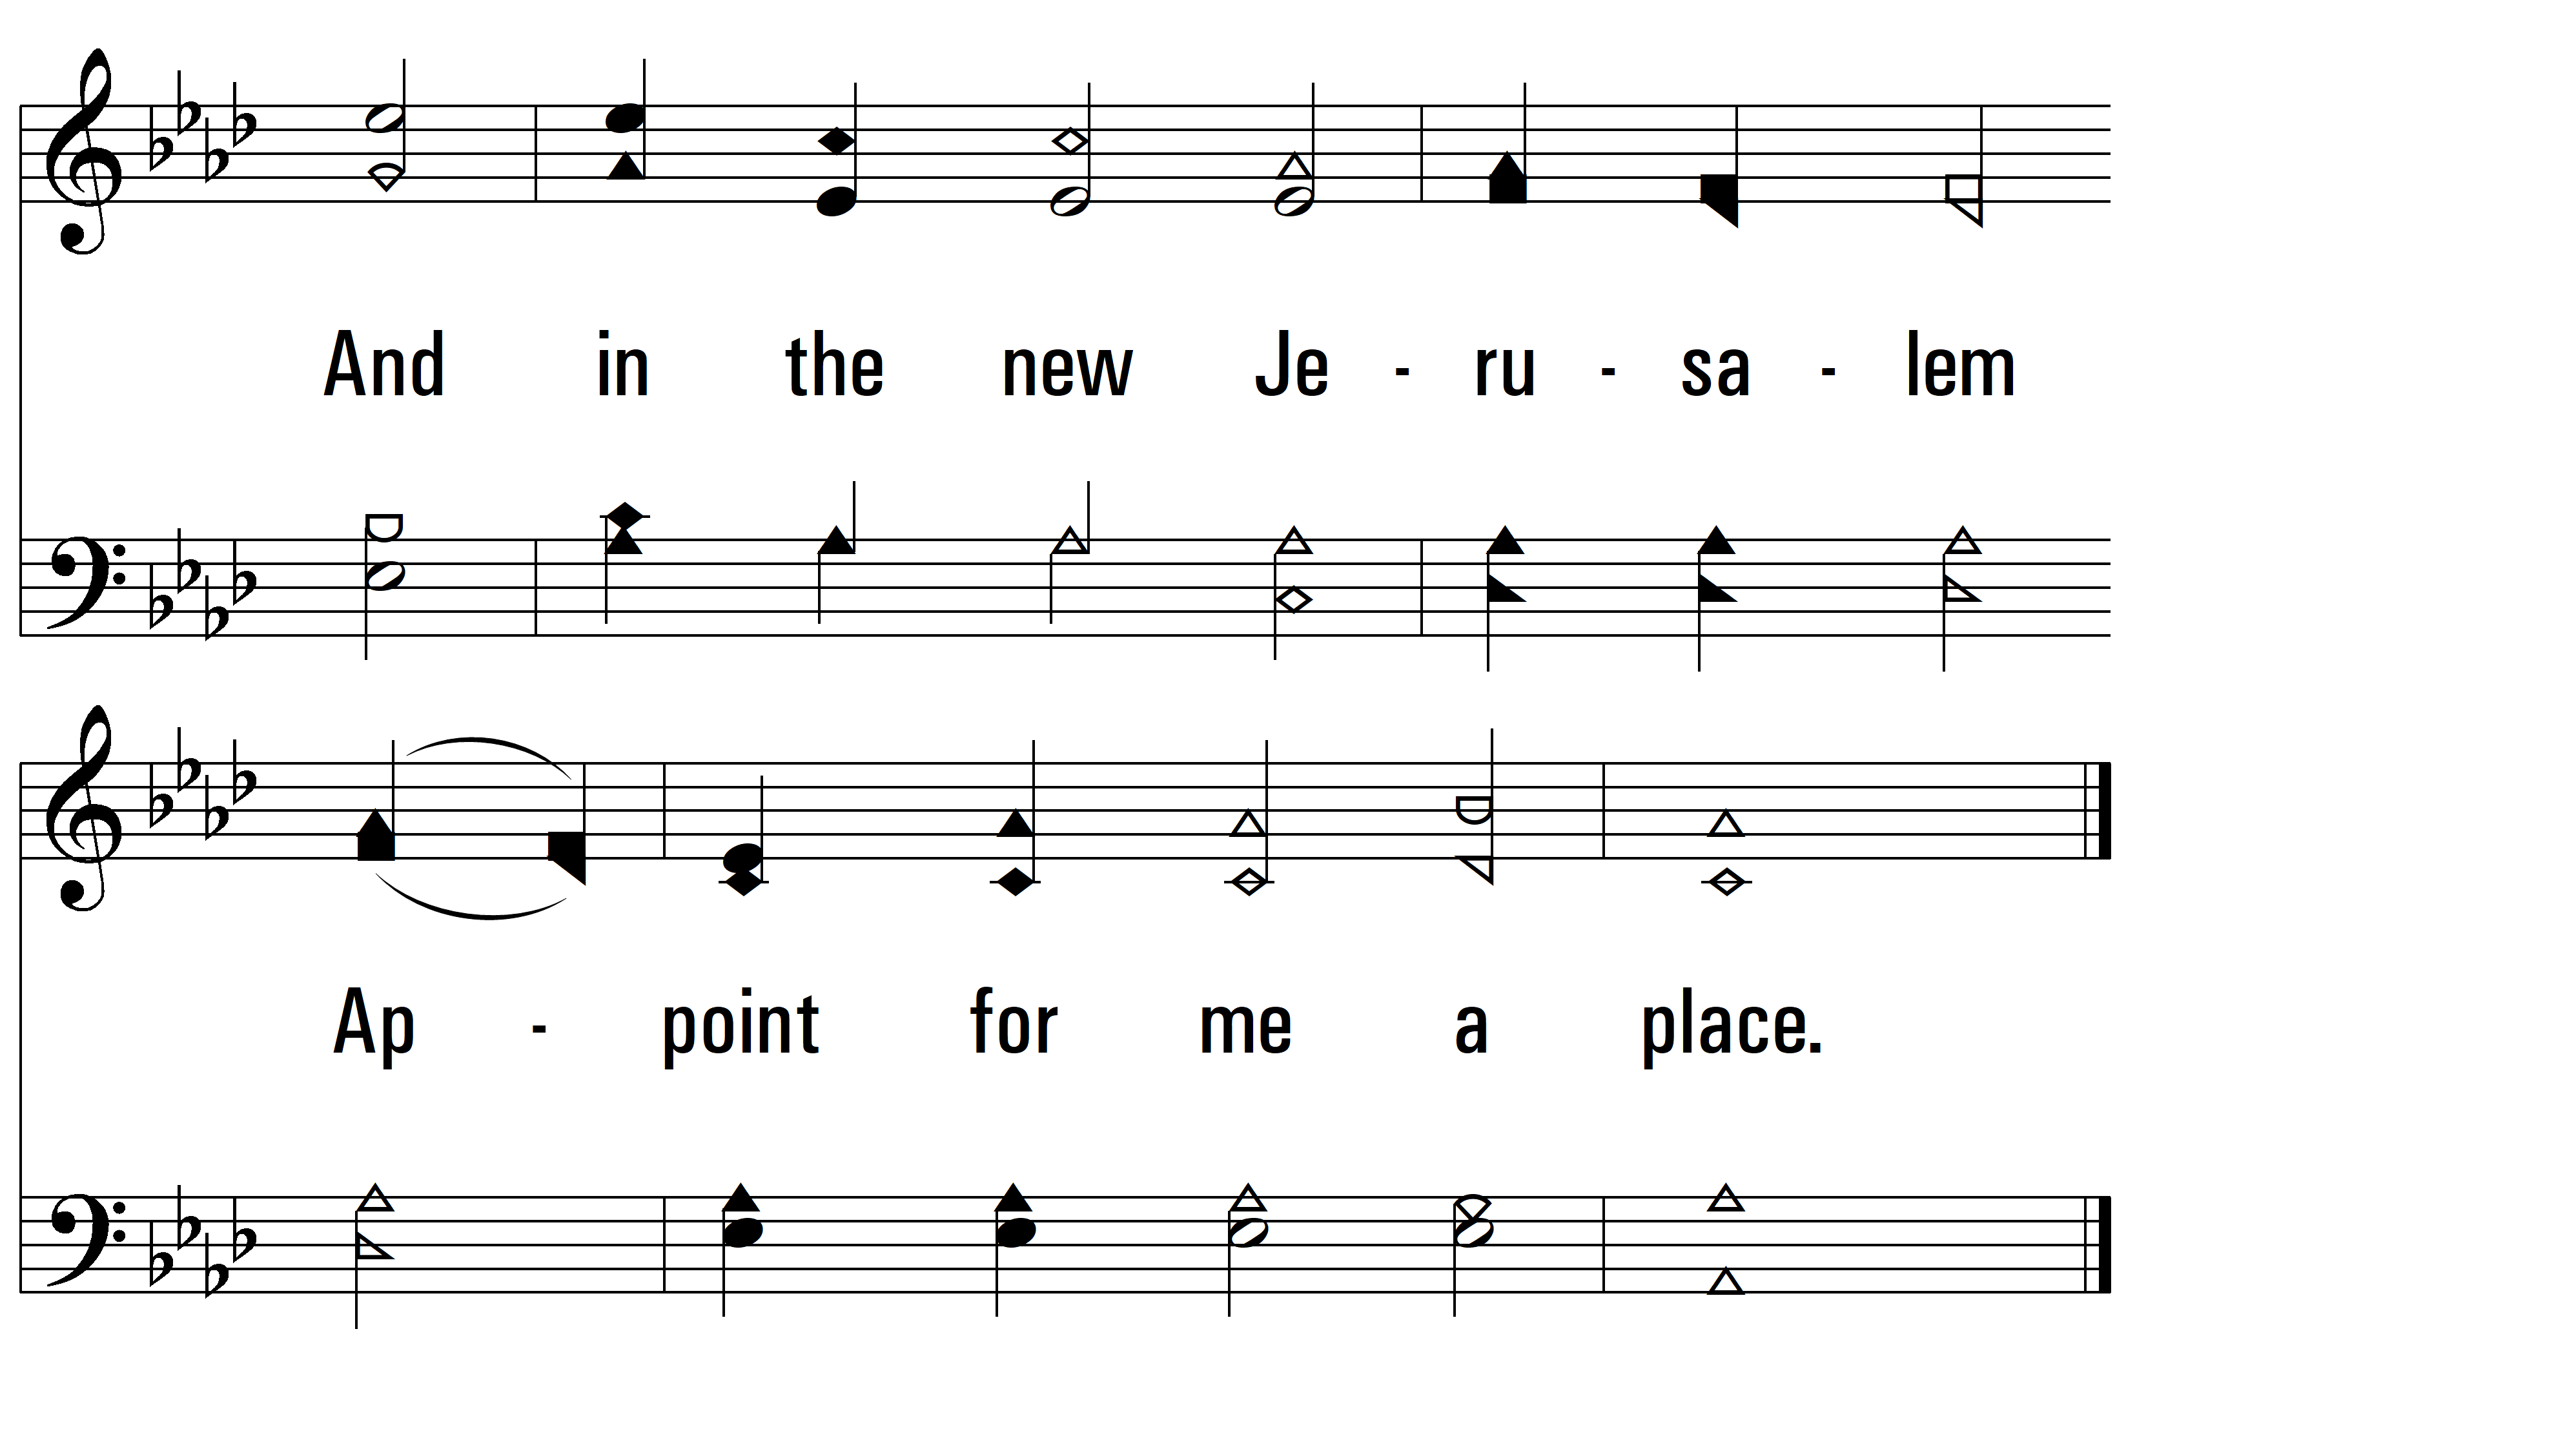 And in the new Je - ru - sa - lem
Ap - point for me a place.